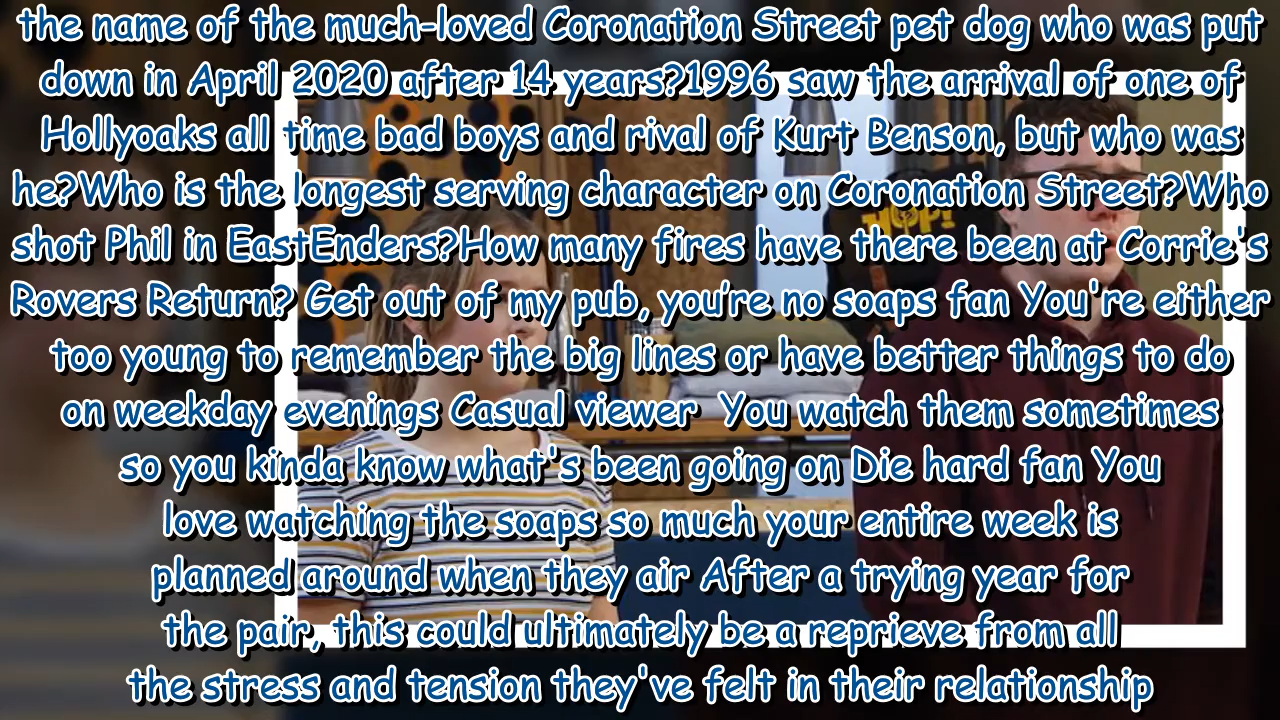 the name of the much-loved Coronation Street pet dog who was put
down in April 2020 after 14 years?1996 saw the arrival of one of
Hollyoaks all time bad boys and rival of Kurt Benson, but who was
he?Who is the longest serving character on Coronation Street?Who
shot Phil in EastEnders?How many fires have there been at Corrie's
Rovers Return? Get out of my pub, you’re no soaps fan You're either
too young to remember the big lines or have better things to do
on weekday evenings Casual viewer  You watch them sometimes
so you kinda know what's been going on Die hard fan You
love watching the soaps so much your entire week is
planned around when they air After a trying year for
the pair, this could ultimately be a reprieve from all
the stress and tension they've felt in their relationship